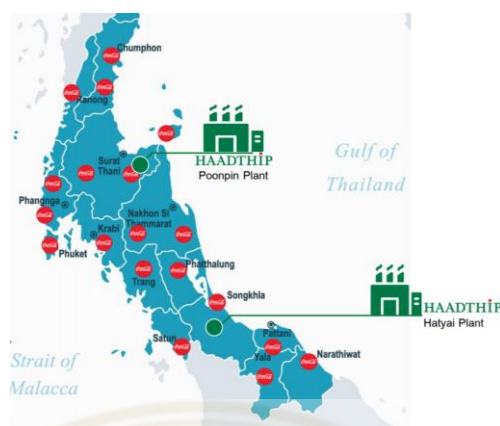 Chumphon
Ranong
HAADTHIP
Poonpin Plant
Surat
Thani
Gulf of
Thailand
Phangnga
Nakhon Si
Thammarat
Krabi
Phuket
Phatthalung
Trang
Songkhla
HAADTHIP
Hatyai Plant
Pattani
Satun
Yala
Narathiwat
Strait of
Malacca